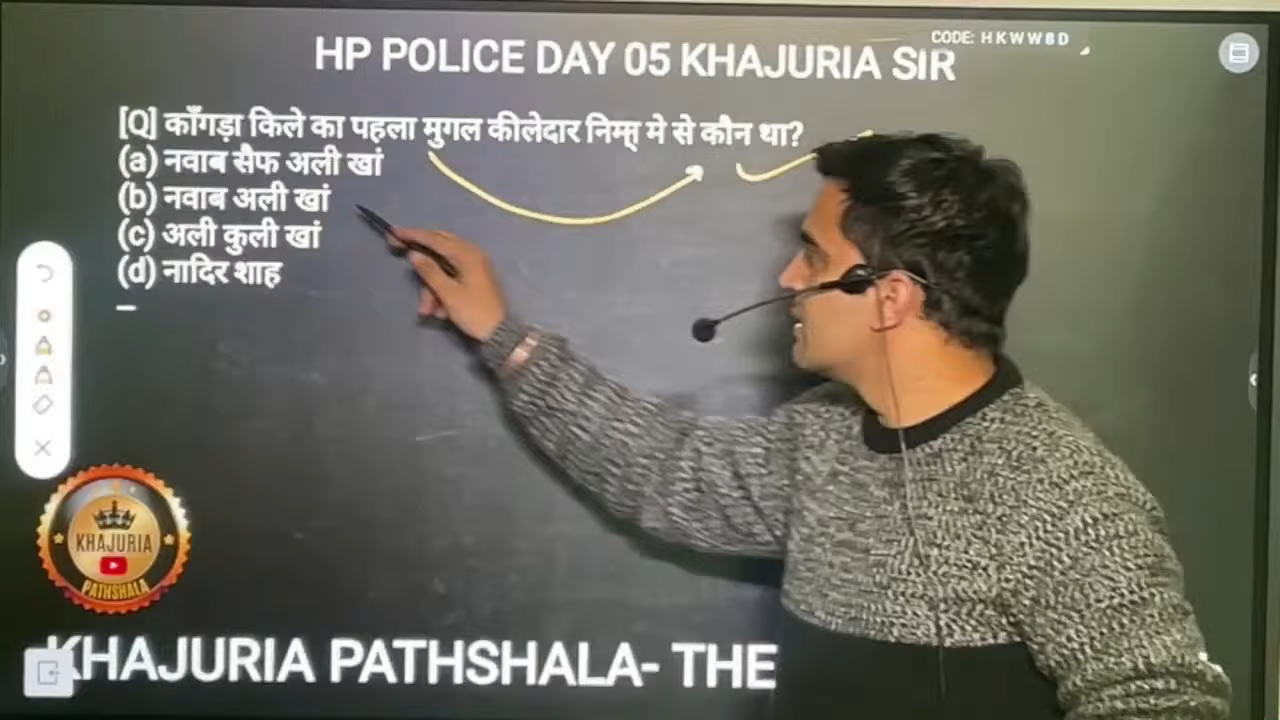 CODE: HKWW8D
HP POLICE DAY 05 KHAJURIA SIR
[Q] काँगड़ा किले का पहला मुगल कीलेदार निम्न् मे से कौन था?
(a) नवाब सैफ अली खां
(b) नवाब अली खां
(c) अली कुली खां
(d) नादिर शाह
KHAJURIA
PATHSHALA
KHAJURIA PATHSHALA- THE